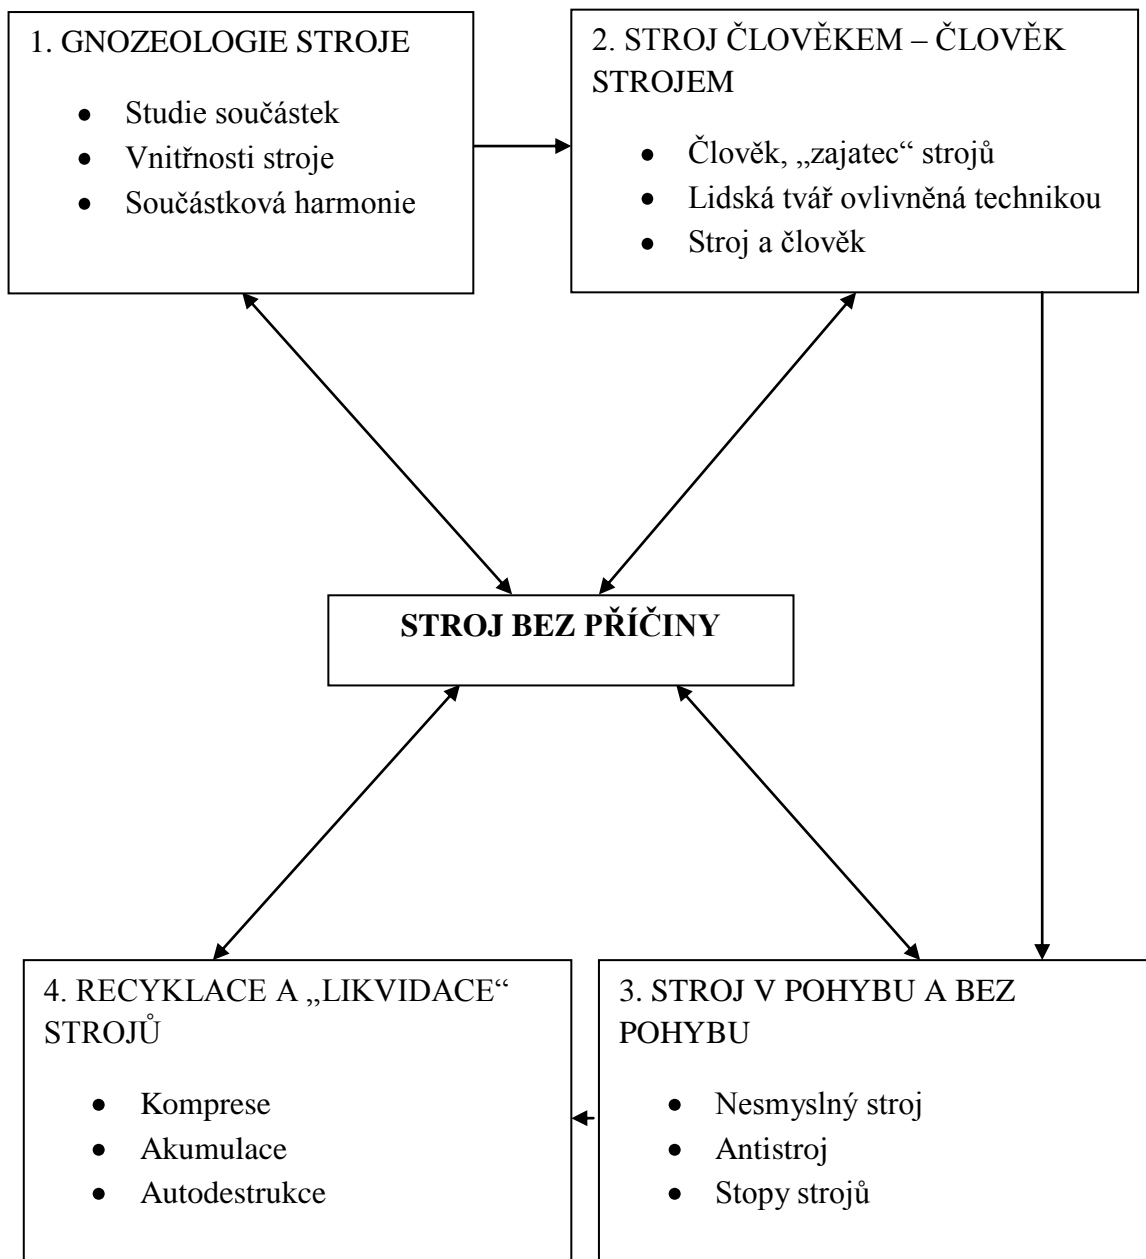 1. GNOZEOLOGIE STROJE
• Studie součástek
• Vnitřnosti stroje
• Součástková harmonie
2. STROJ ČLOVĚKEM – ČLOVĚK
STROJEM
• Člověk, „zajatec“ strojů
• Lidská tvář ovlivněná technikou
• Stroj a člověk
STROJ BEZ PŘÍČINY
4. RECYKLACE A „LIKVIDACE“
STROJŮ
• Komprese
• Akumulace
• Autodestrukce
3. STROJ V POHYBU A BEZ
POHYBU
• Nesmyslný stroj
• Antistroj
• Stopy strojů